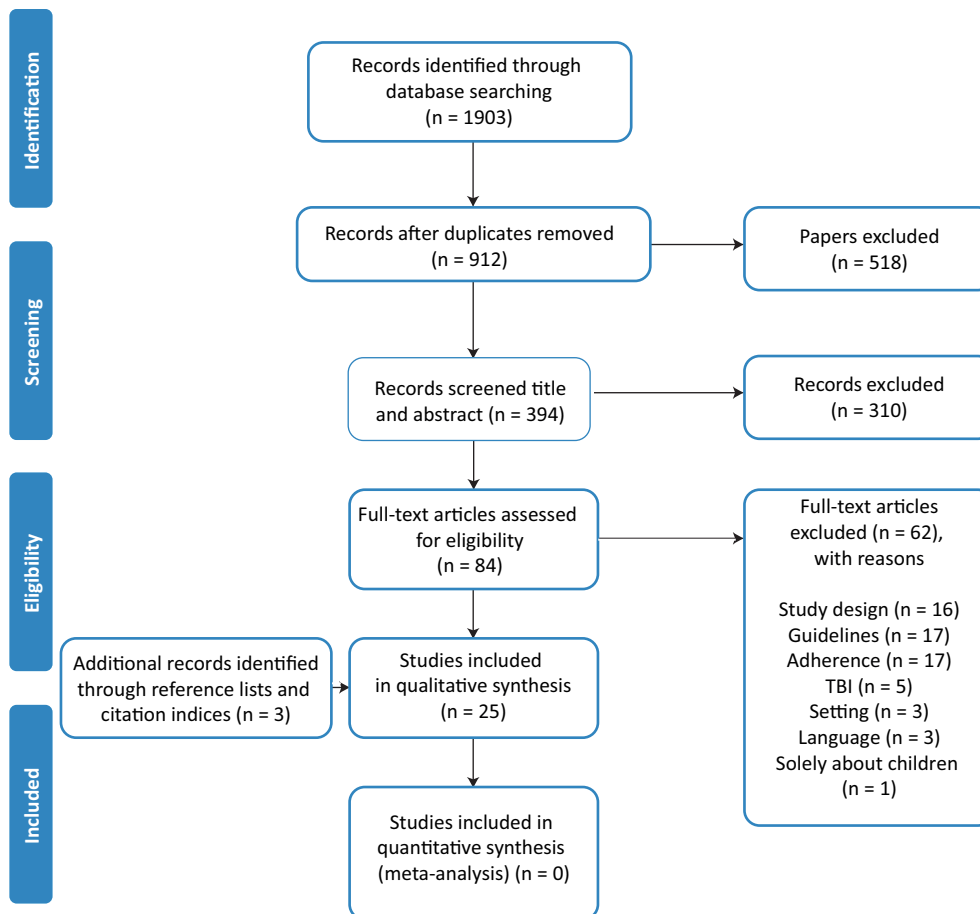 Identification
Records identified through
database searching
(n = 1903)
Records after duplicates removed
(n = 912)
Papers excluded
(n = 518)
Screening
Records screened title
and abstract (n = 394)
Records excluded
(n = 310)
Eligibility
Full-text articles assessed
for eligibility
(n = 84)
Full-text articles
excluded (n = 62),
with reasons
Study design (n = 16)
Guidelines (n = 17)
Adherence (n = 17)
TBI (n = 5)
Setting (n = 3)
Language (n = 3)
Solely about children
(n = 1)
Additional records identified
through reference lists and
citation indices (n = 3)
Studies included
in qualitative synthesis
(n = 25)
Included
Studies included in
quantitative synthesis
(meta-analysis) (n = 0)